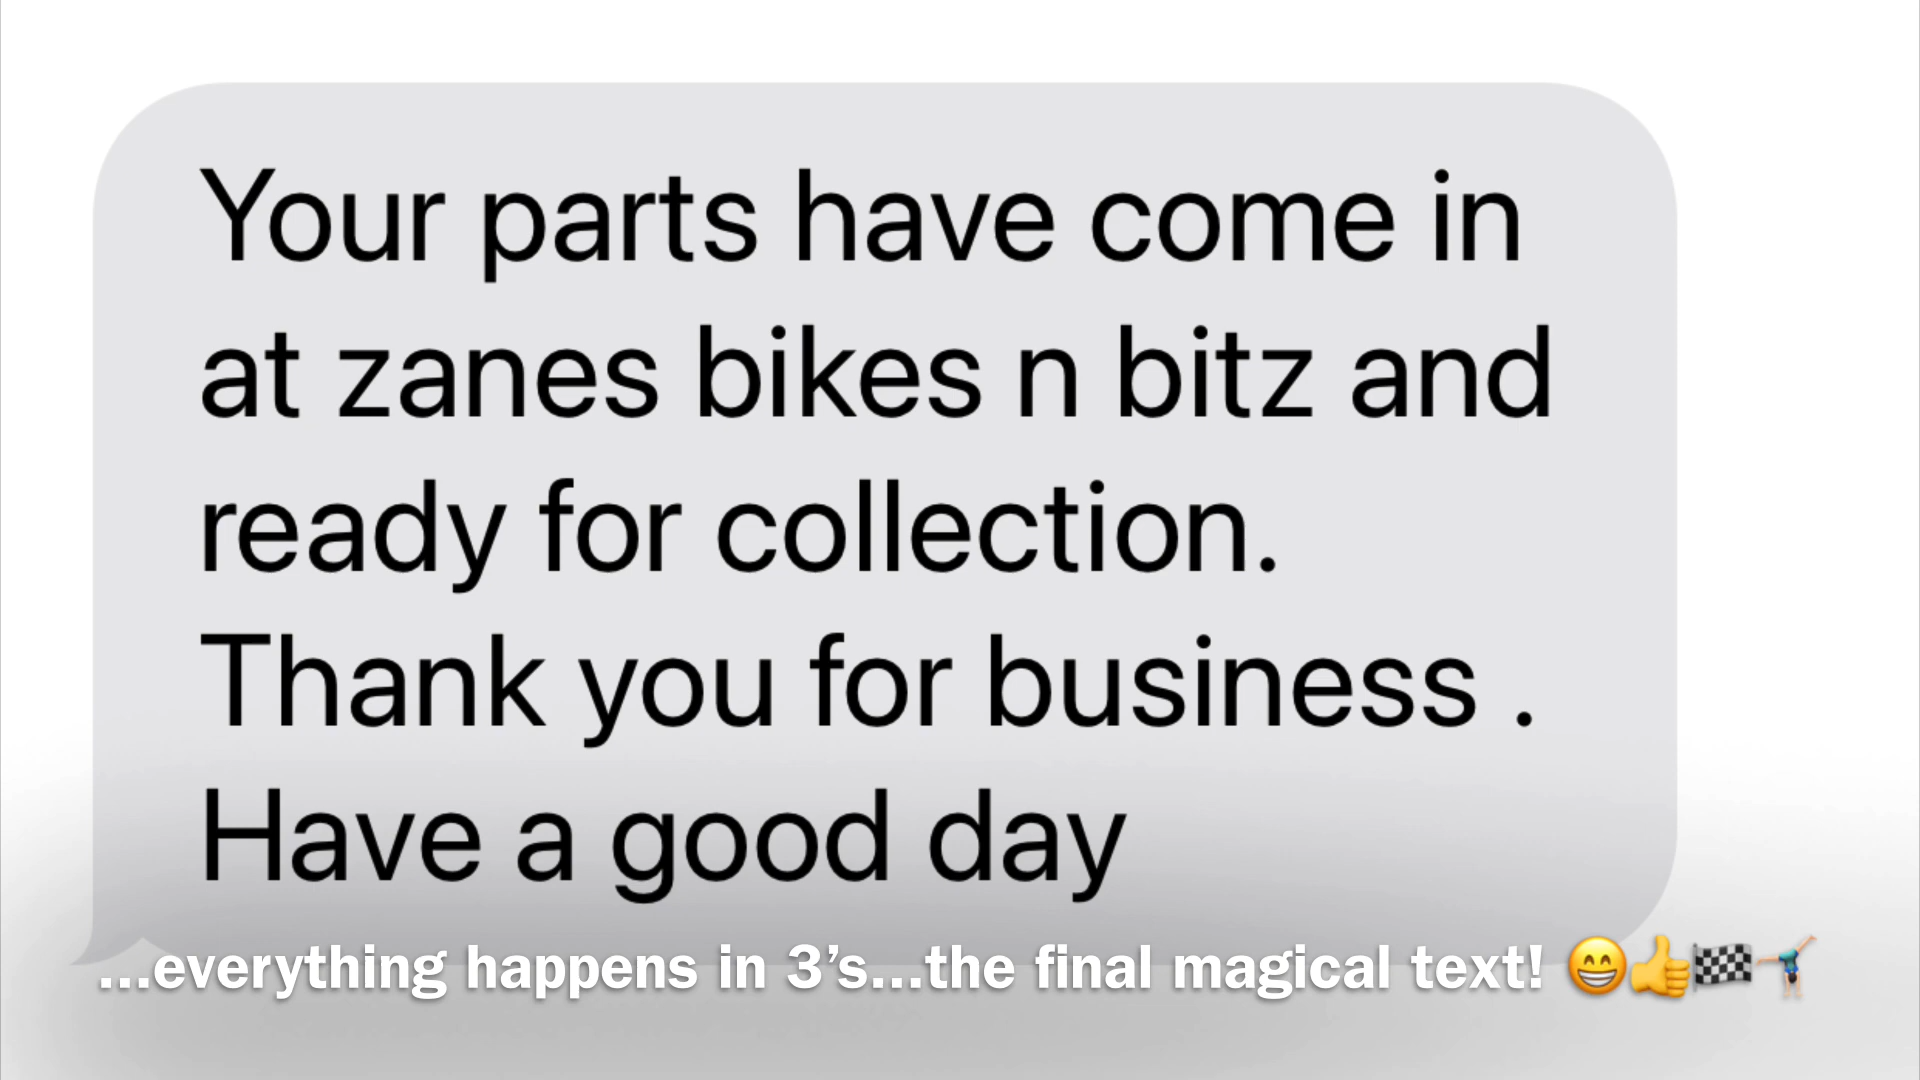 Your parts have come in
at zanes bikes n bitz and
ready for collection.
Thank you for business .
Have a good day
...everything happens in 3’s...the final magical text! 😁👍🏁🤸🏻‍♂️